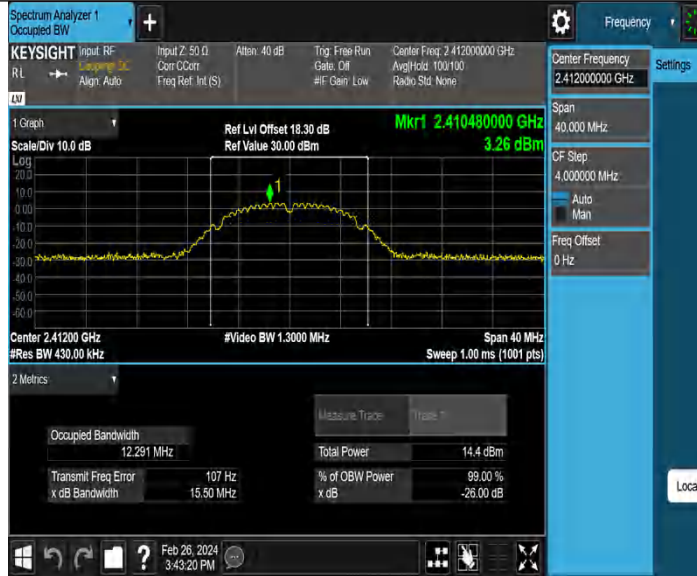 Spectrum Analyzer 1
Occupied BW
+
Frequency
KEYSIGHT
RL
Input: RF
Coupling: DC
Align: Auto
Input Z: 50 Ω
Corr CCorr
Freq Ref: Int (S)
Atten: 40 dB
Trig: Free Run
Gate: Off
#IF Gain: Low
Center Freq: 2.412000000 GHz
Avg|Hold: 100/100
Radio Std: None
Center Frequency
2.412000000 GHz
Settings
Span
40.000 MHz
CF Step
4.000000 MHz
Auto
Man
Freq Offset
0 Hz
1 Graph
Scale/Div 10.0 dB
Ref Lvl Offset 18.30 dB
Ref Value 30.00 dBm
Mkr1 2.410480000 GHz
3.26 dBm
Log
20.0
10.0
0.00
-10.0
-20.0
-30.0
-40.0
-50.0
-60.0
1
Center 2.41200 GHz
#Res BW 430.00 kHz
#Video BW 1.3000 MHz
Span 40 MHz
Sweep 1.00 ms (1001 pts)
2 Metrics
Measure Trace
Trace 1
Occupied Bandwidth
12.291 MHz
Total Power
14.4 dBm
Transmit Freq Error
107 Hz
% of OBW Power
99.00 %
x dB Bandwidth
15.50 MHz
x dB
-26.00 dB
Local
?
Feb 26, 2024
3:43:20 PM